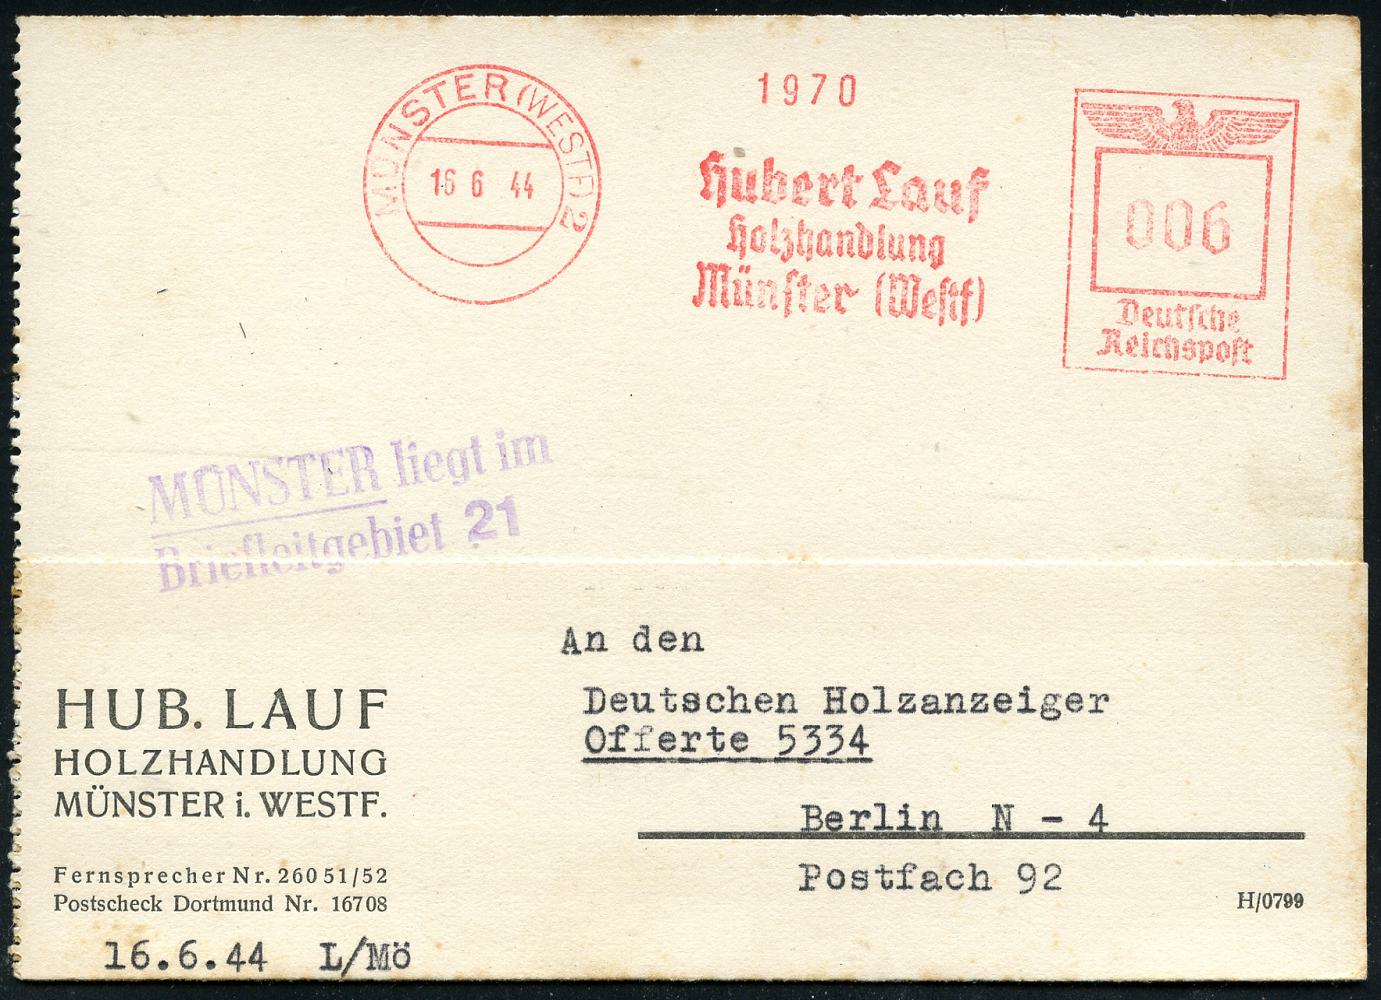 MÜNSTER (WESTF) 2
16 6 44
1970
Hubert Lauf
Holzhandlung
Münster (Westf)
006
Deutsche
Reichspost
MÜNSTER liegt im
Briefleitgebiet 21
An den
Deutschen Holzanzeiger
Offerte 5334
Berlin N - 4
Postfach 92
HUB. LAUF
HOLZHANDLUNG
MÜNSTER i. WESTF.
Fernsprecher Nr. 260 51/52
Postscheck Dortmund Nr. 16708
16.6.44 L/Mö
H/0799